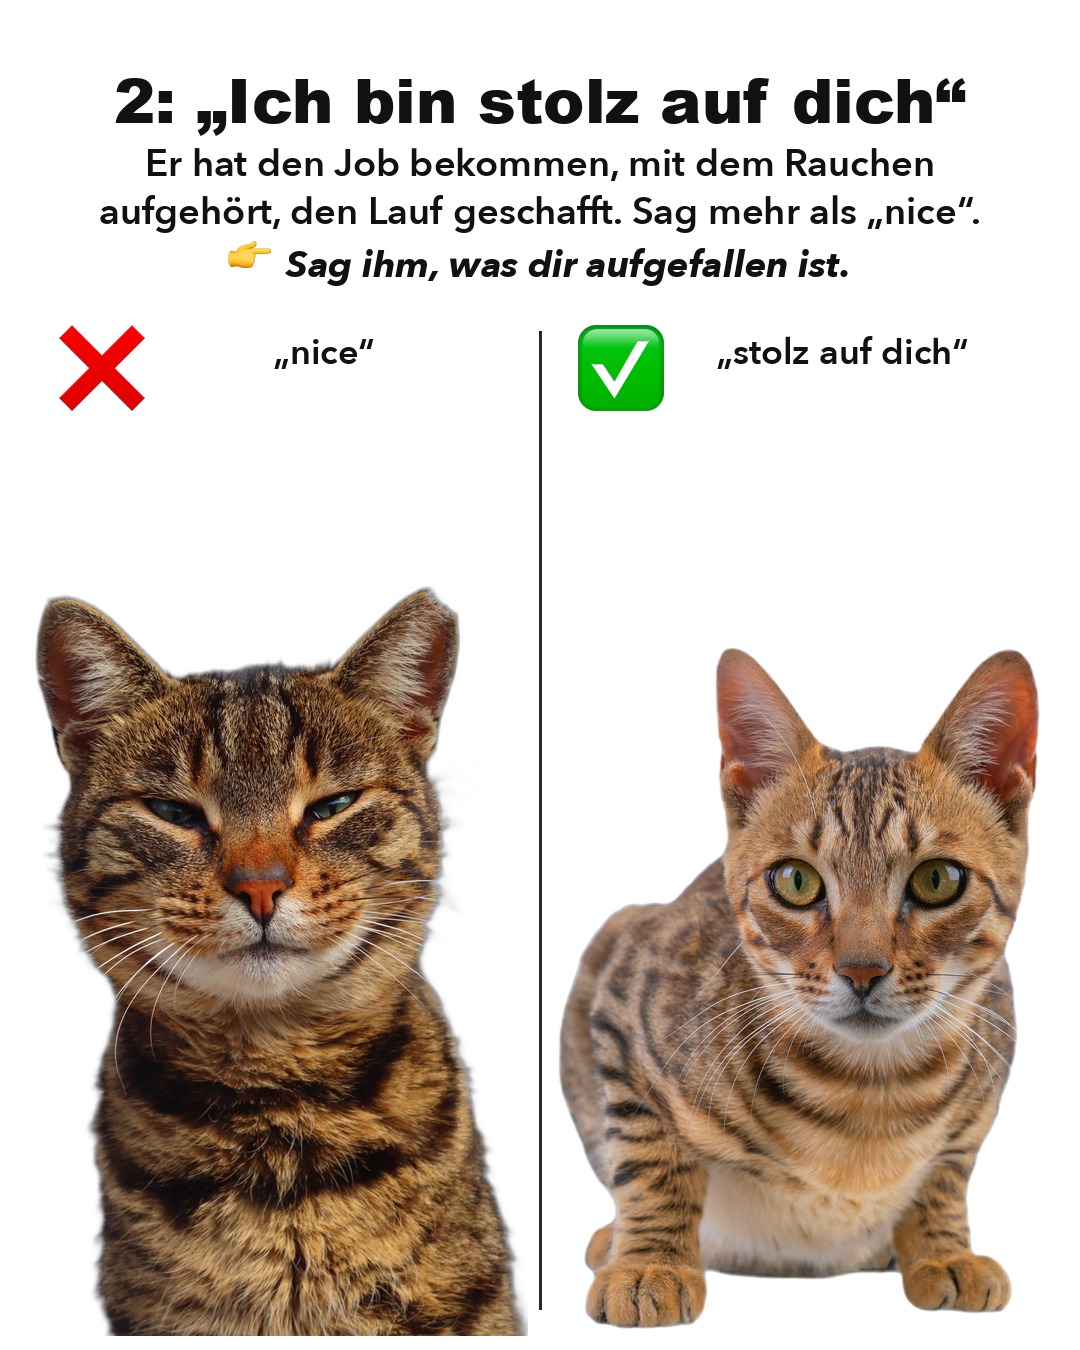 2: „Ich bin stolz auf dich“
Er hat den Job bekommen, mit dem Rauchen
aufgehört, den Lauf geschafft. Sag mehr als „nice“.
👉 Sag ihm, was dir aufgefallen ist.
❌ „nice“
✅ „stolz auf dich“